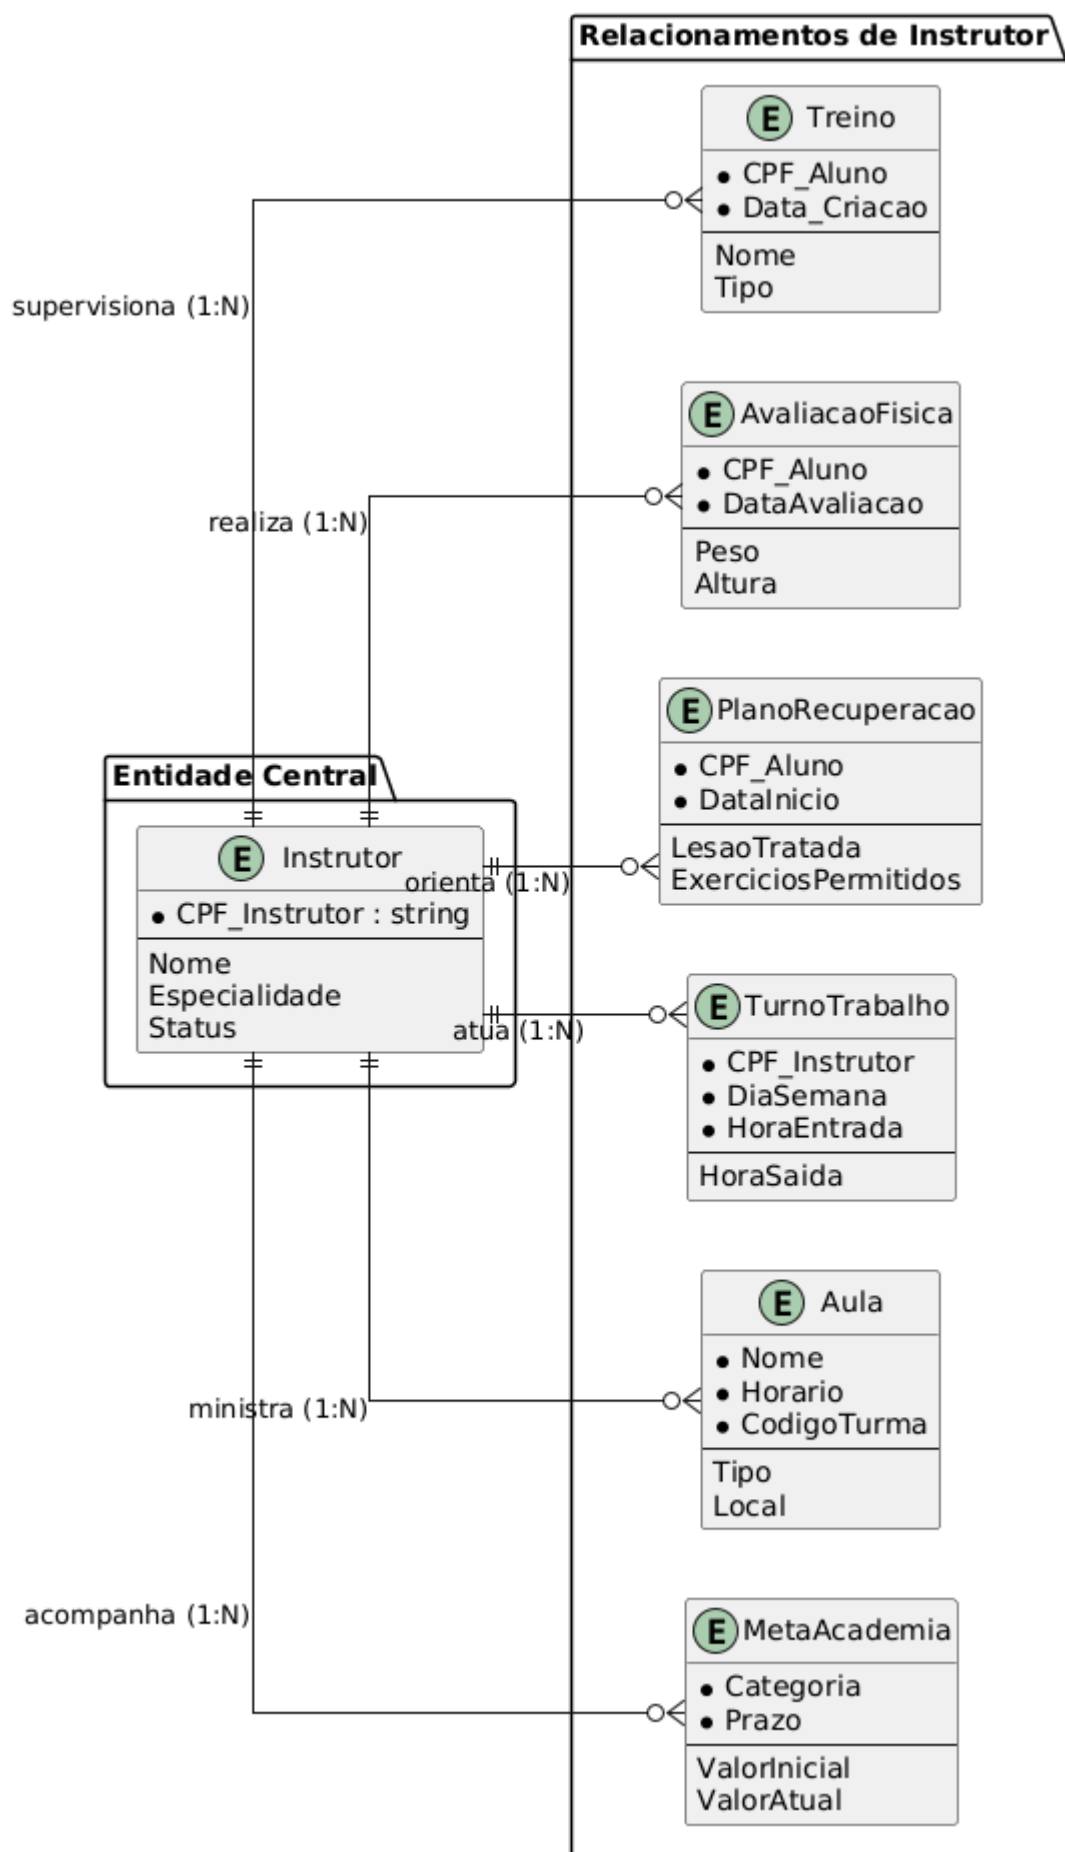 Relacionamentos de Instrutor
E Treino
CPF_Aluno
Data_Criacao
Nome
Tipo
supervisiona (1:N)
E AvaliacaoFisica
CPF_Aluno
DataAvaliacao
Peso
Altura
realiza (1:N)
E PlanoRecuperacao
CPF_Aluno
DataInicio
LesaoTratada
ExerciciosPermitidos
Entidade Central
E Instrutor
CPF_Instrutor : string
Nome
Especialidade
Status
orienta (1:N)
atua (1:N)
E TurnoTrabalho
CPF_Instrutor
DiaSemana
HoraEntrada
HoraSaida
E Aula
Nome
Horario
CodigoTurma
Tipo
Local
ministra (1:N)
acompanha (1:N)
E MetaAcademia
Categoria
Prazo
ValorInicial
ValorAtual